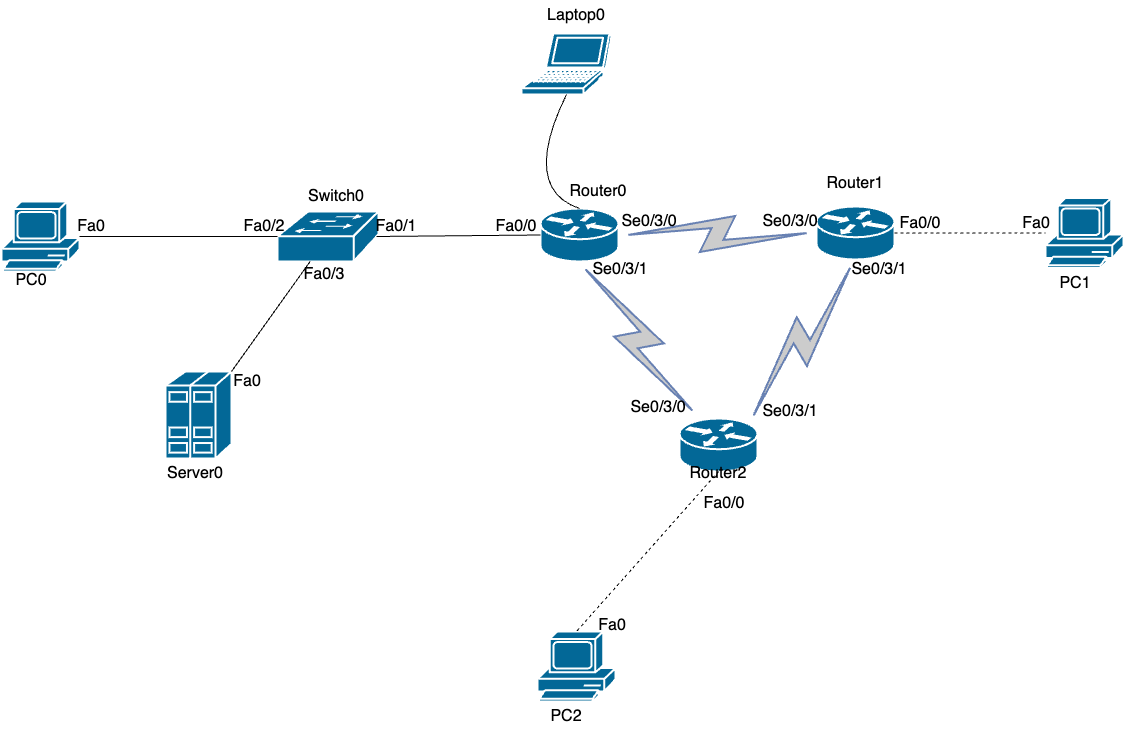 Laptop0
Router0
Router1
Switch0
Fa0
Fa0/2
Fa0/1
Fa0/0
Se0/3/0
Se0/3/0
Fa0/0
Fa0
PC0
Fa0/3
Se0/3/1
Se0/3/1
PC1
Fa0
Se0/3/0
Se0/3/1
Server0
Router2
Fa0/0
Fa0
PC2